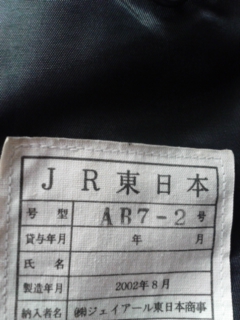 JR東日本
号型 AB7-2号
貸与年月 年 月
氏名
製造年月 2002年8月
納入者名 ㈱ジェイアール東日本商事